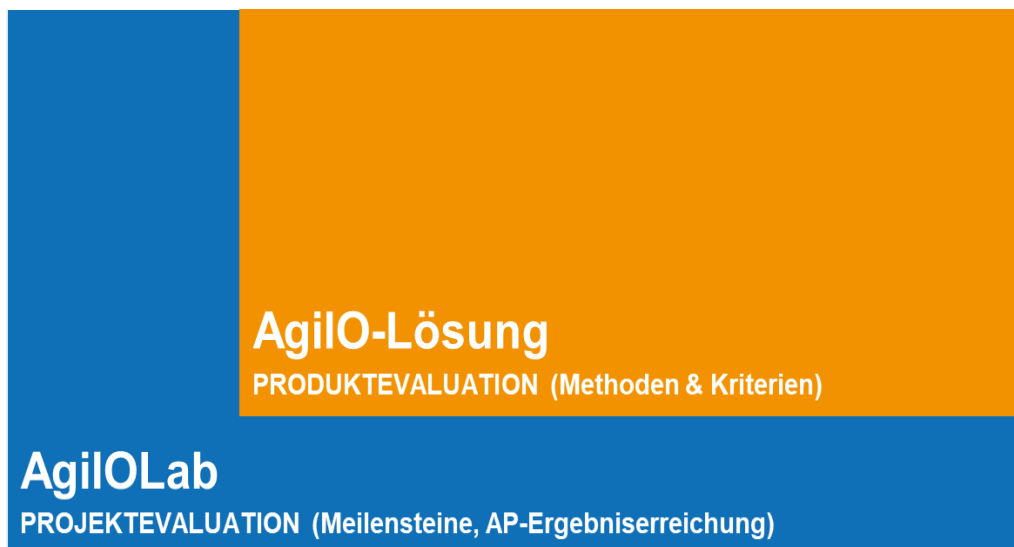 AgilO-Lösung
PRODUKTEVALUATION (Methoden & Kriterien)
AgilOLab
PROJEKTEVALUATION (Meilensteine, AP-Ergebniserreichung)